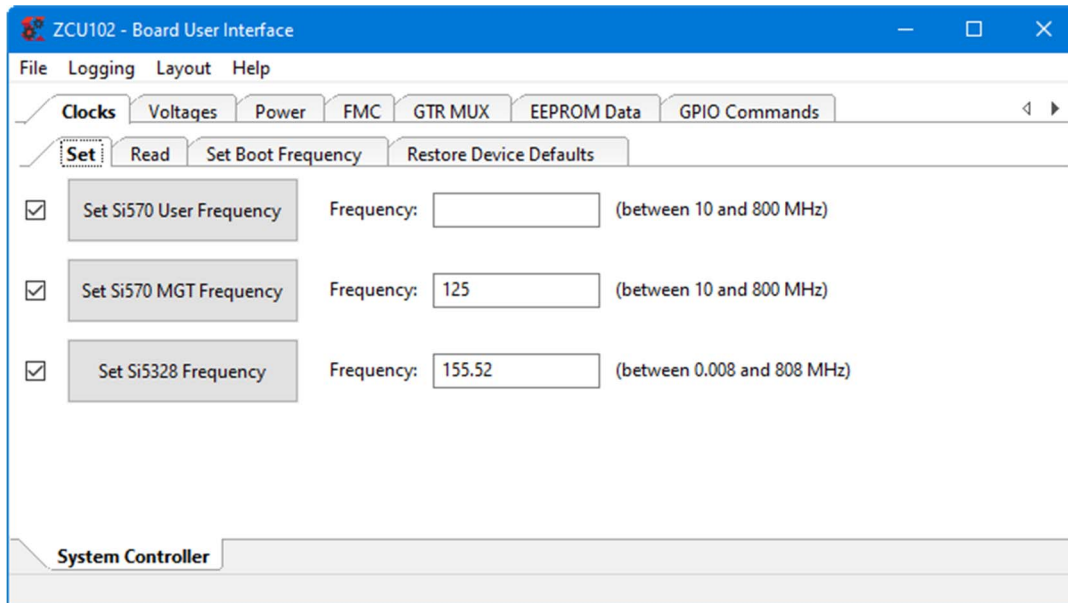 ZCU102 - Board User Interface
File Logging Layout Help
Clocks Voltages Power FMC GTR MUX EEPROM Data GPIO Commands
Set Read Set Boot Frequency Restore Device Defaults
Set Si570 User Frequency Frequency: (between 10 and 800 MHz)
Set Si570 MGT Frequency Frequency: 125 (between 10 and 800 MHz)
Set Si5328 Frequency Frequency: 155.52 (between 0.008 and 808 MHz)
System Controller